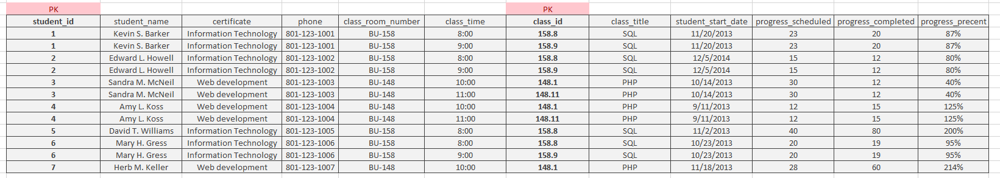 PK PK
student_id student_name certificate phone class_room_number class_time class_id class_title student_start_date progress_scheduled progress_completed progress_precent
1 Kevin S. Barker Information Technology 801-123-1001 BU-158 8:00 158.8 SQL 11/20/2013 23 20 87%
1 Kevin S. Barker Information Technology 801-123-1001 BU-158 9:00 158.9 SQL 11/20/2013 23 20 87%
2 Edward L. Howell Information Technology 801-123-1002 BU-158 8:00 158.8 SQL 12/5/2014 15 12 80%
2 Edward L. Howell Information Technology 801-123-1002 BU-158 9:00 158.9 SQL 12/5/2014 15 12 80%
3 Sandra M. McNeil Web development 801-123-1003 BU-148 10:00 148.1 PHP 10/14/2013 30 12 40%
3 Sandra M. McNeil Web development 801-123-1003 BU-148 11:00 148.11 PHP 10/14/2013 30 12 40%
4 Amy L. Koss Web development 801-123-1004 BU-148 10:00 148.1 PHP 9/11/2013 12 15 125%
4 Amy L. Koss Web development 801-123-1004 BU-148 11:00 148.11 PHP 9/11/2013 12 15 125%
5 David T. Williams Information Technology 801-123-1005 BU-158 8:00 158.8 SQL 11/2/2013 40 80 200%
6 Mary H. Gress Information Technology 801-123-1006 BU-158 8:00 158.8 SQL 10/23/2013 20 19 95%
6 Mary H. Gress Information Technology 801-123-1006 BU-158 9:00 158.9 SQL 10/23/2013 20 19 95%
7 Herb M. Keller Web development 801-123-1007 BU-148 10:00 148.1 PHP 11/18/2013 28 60 214%